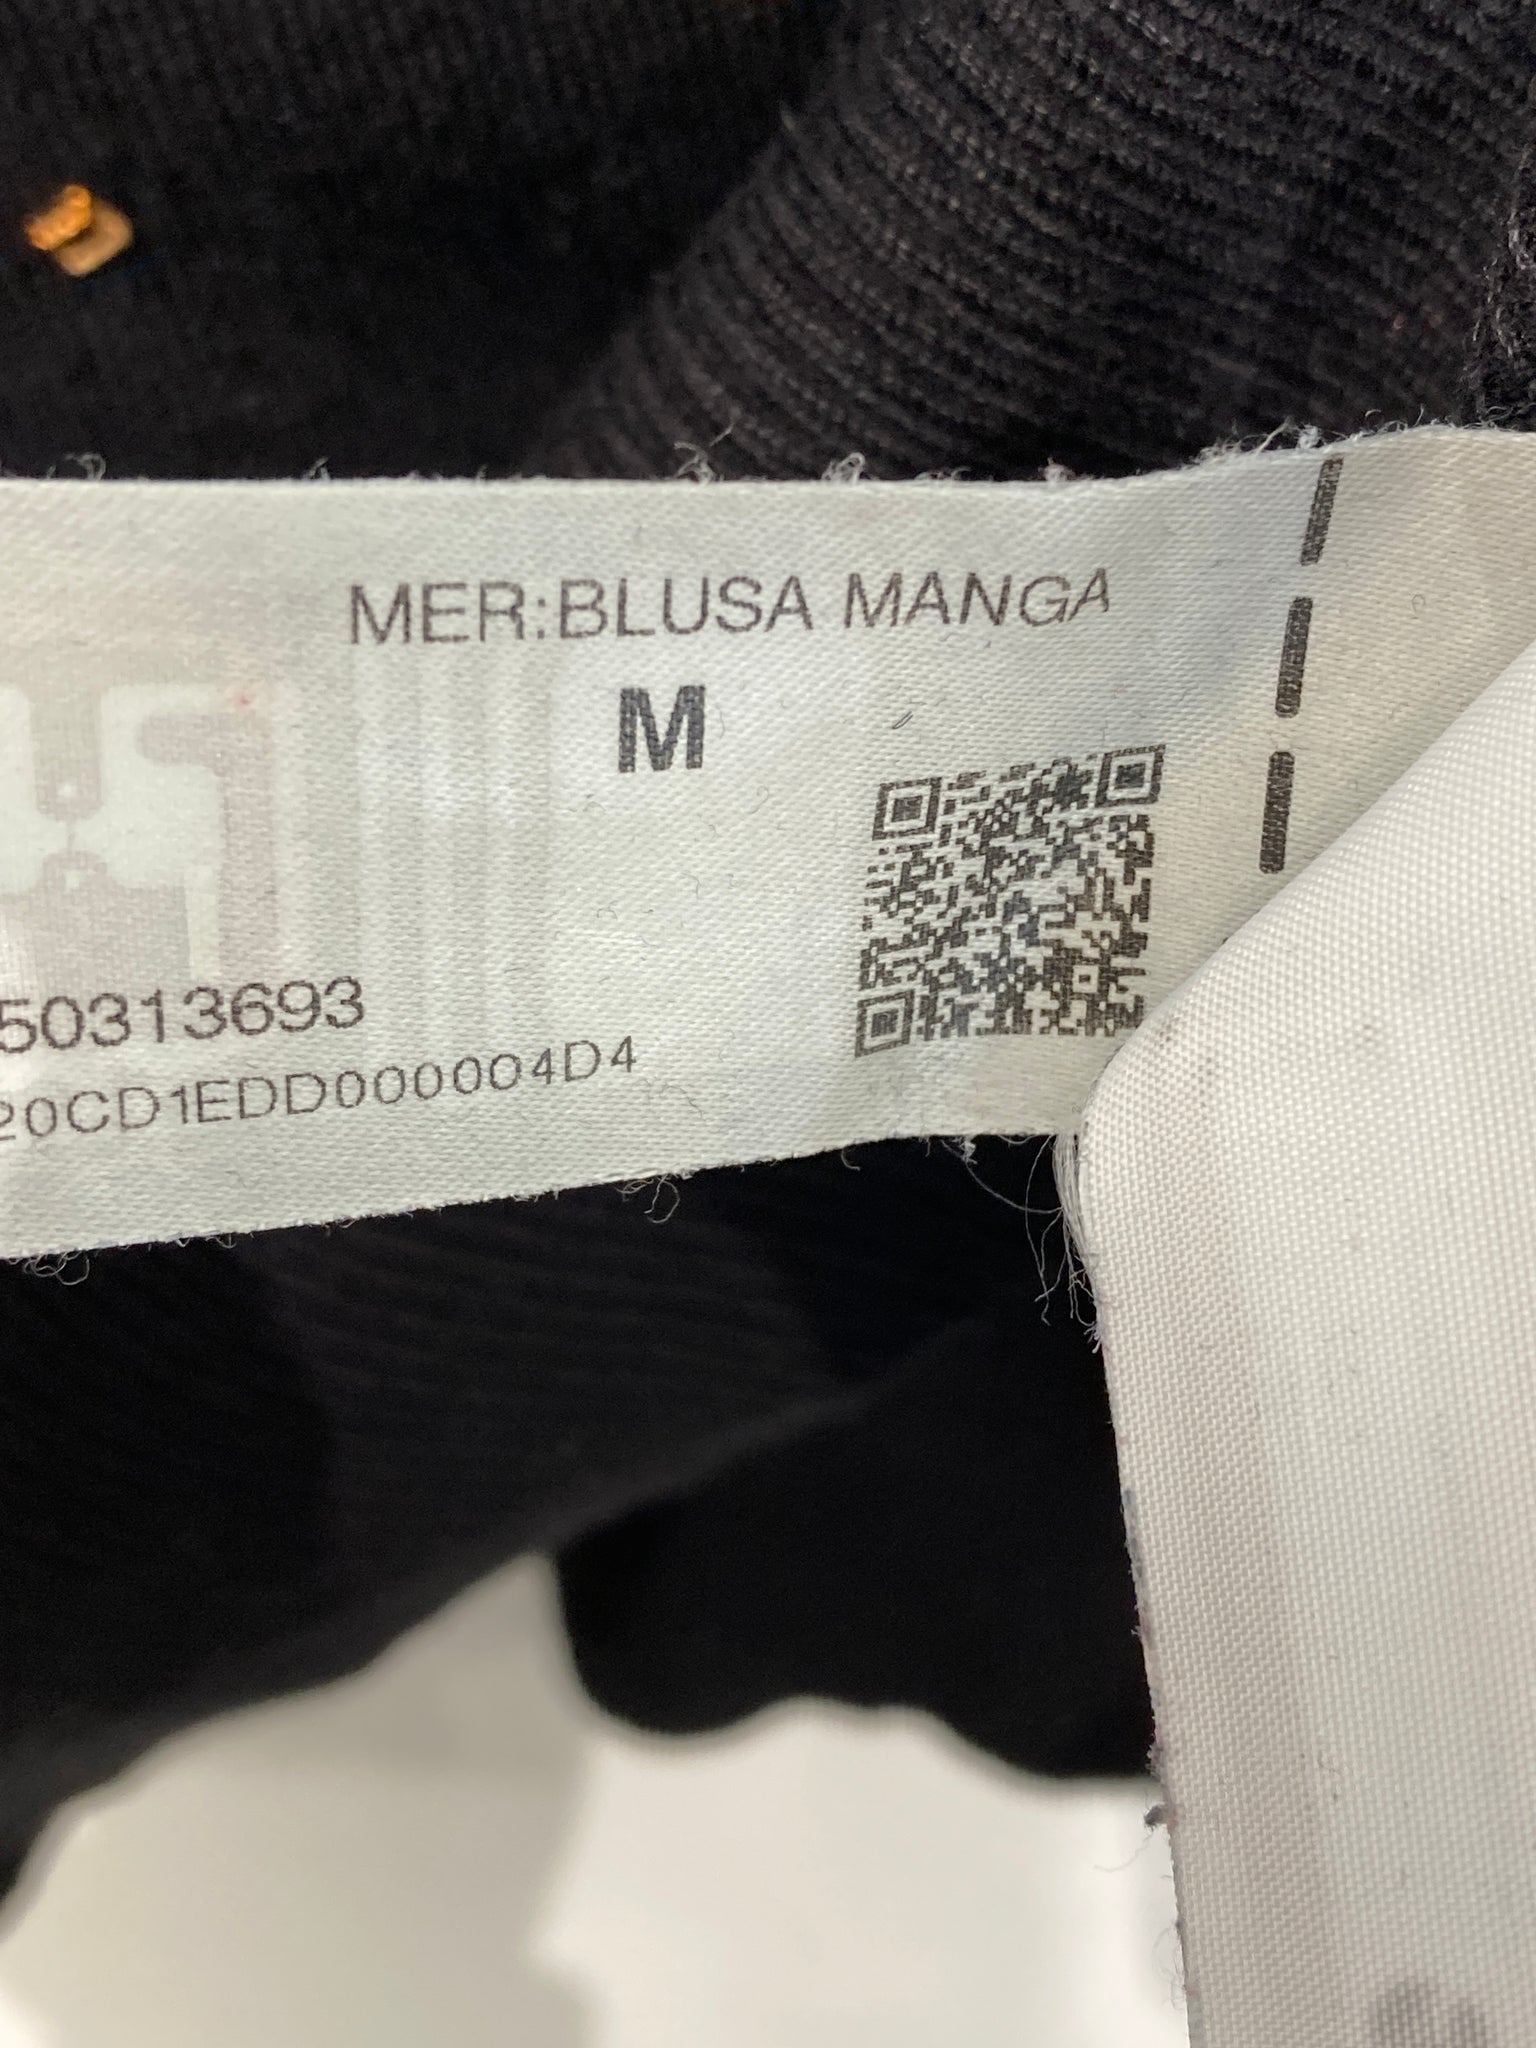 MER:BLUSA MANGA
M
50313693
20CD1EDD000004D4